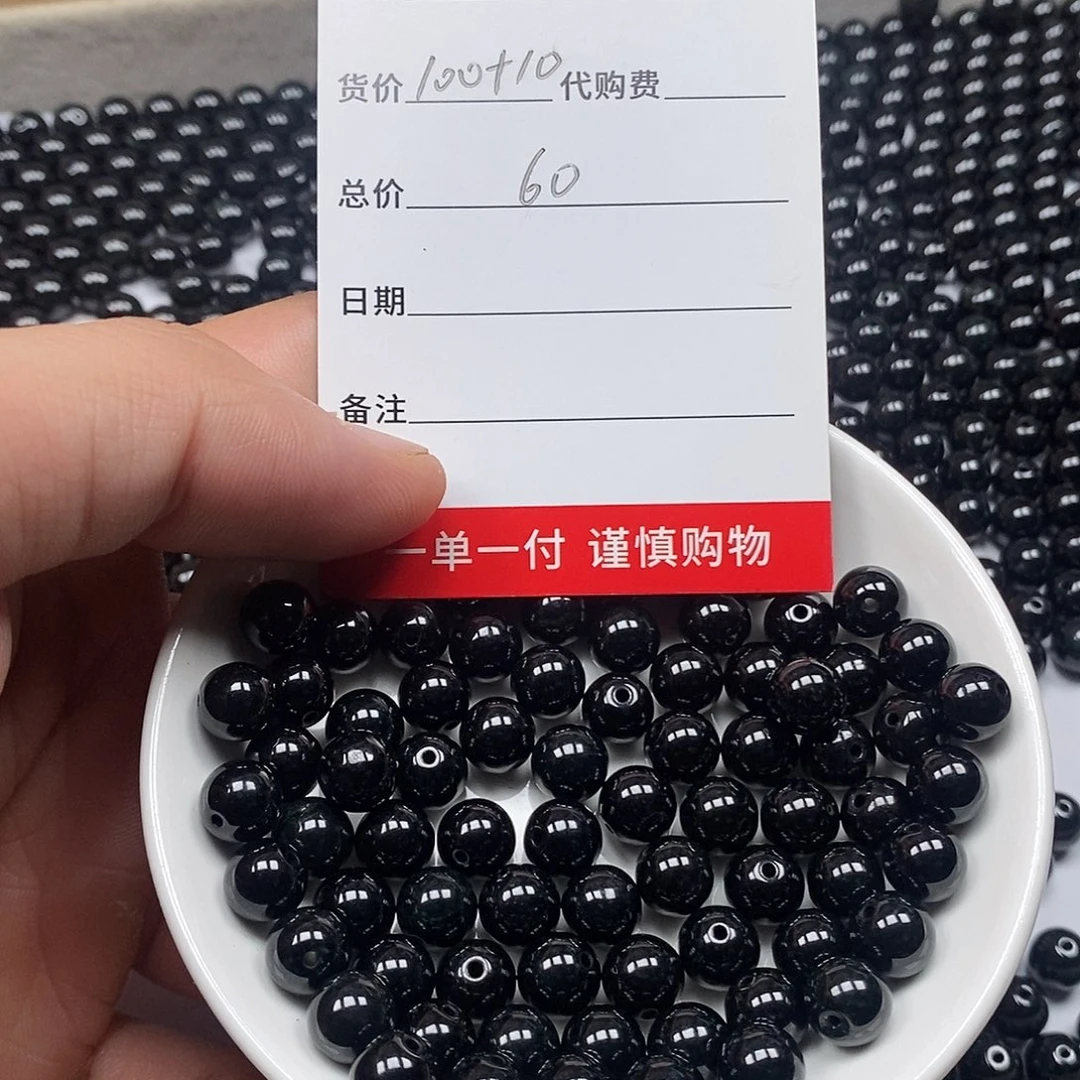 货价 100+10 代购费
总价 60
日期
备注
一单一付 谨慎购物